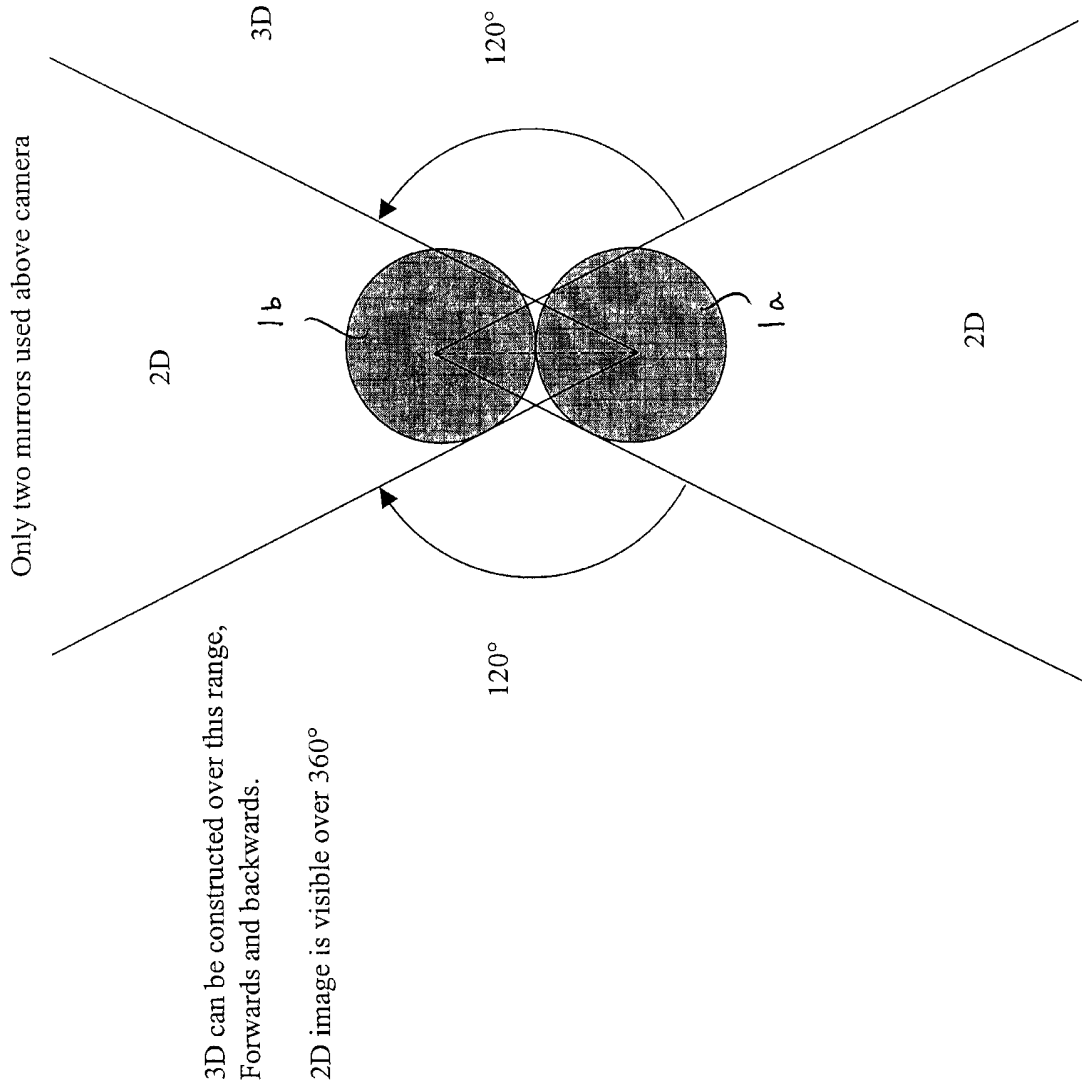 Only two mirrors used above camera
3D
120°
2D
1b
1a
2D
120°
3D can be constructed over this range,
Forwards and backwards.
2D image is visible over 360°